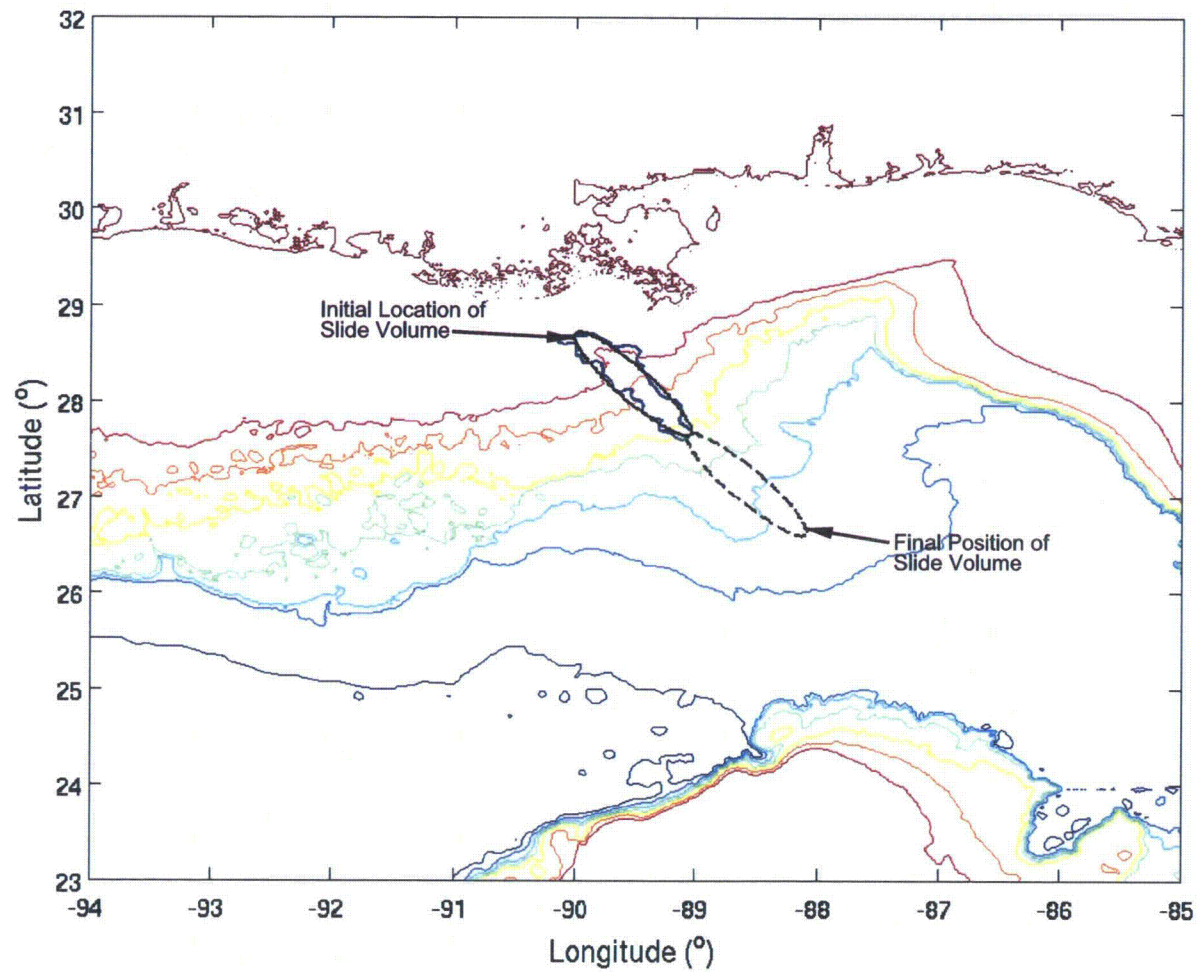 32
31
30
29
28
27
26
25
24
23
Latitude (°)
Initial Location of
Slide Volume
Final Position of
Slide Volume
-94 -93 -92 -91 -90 -89 -88 -87 -86 -85
Longitude (°)